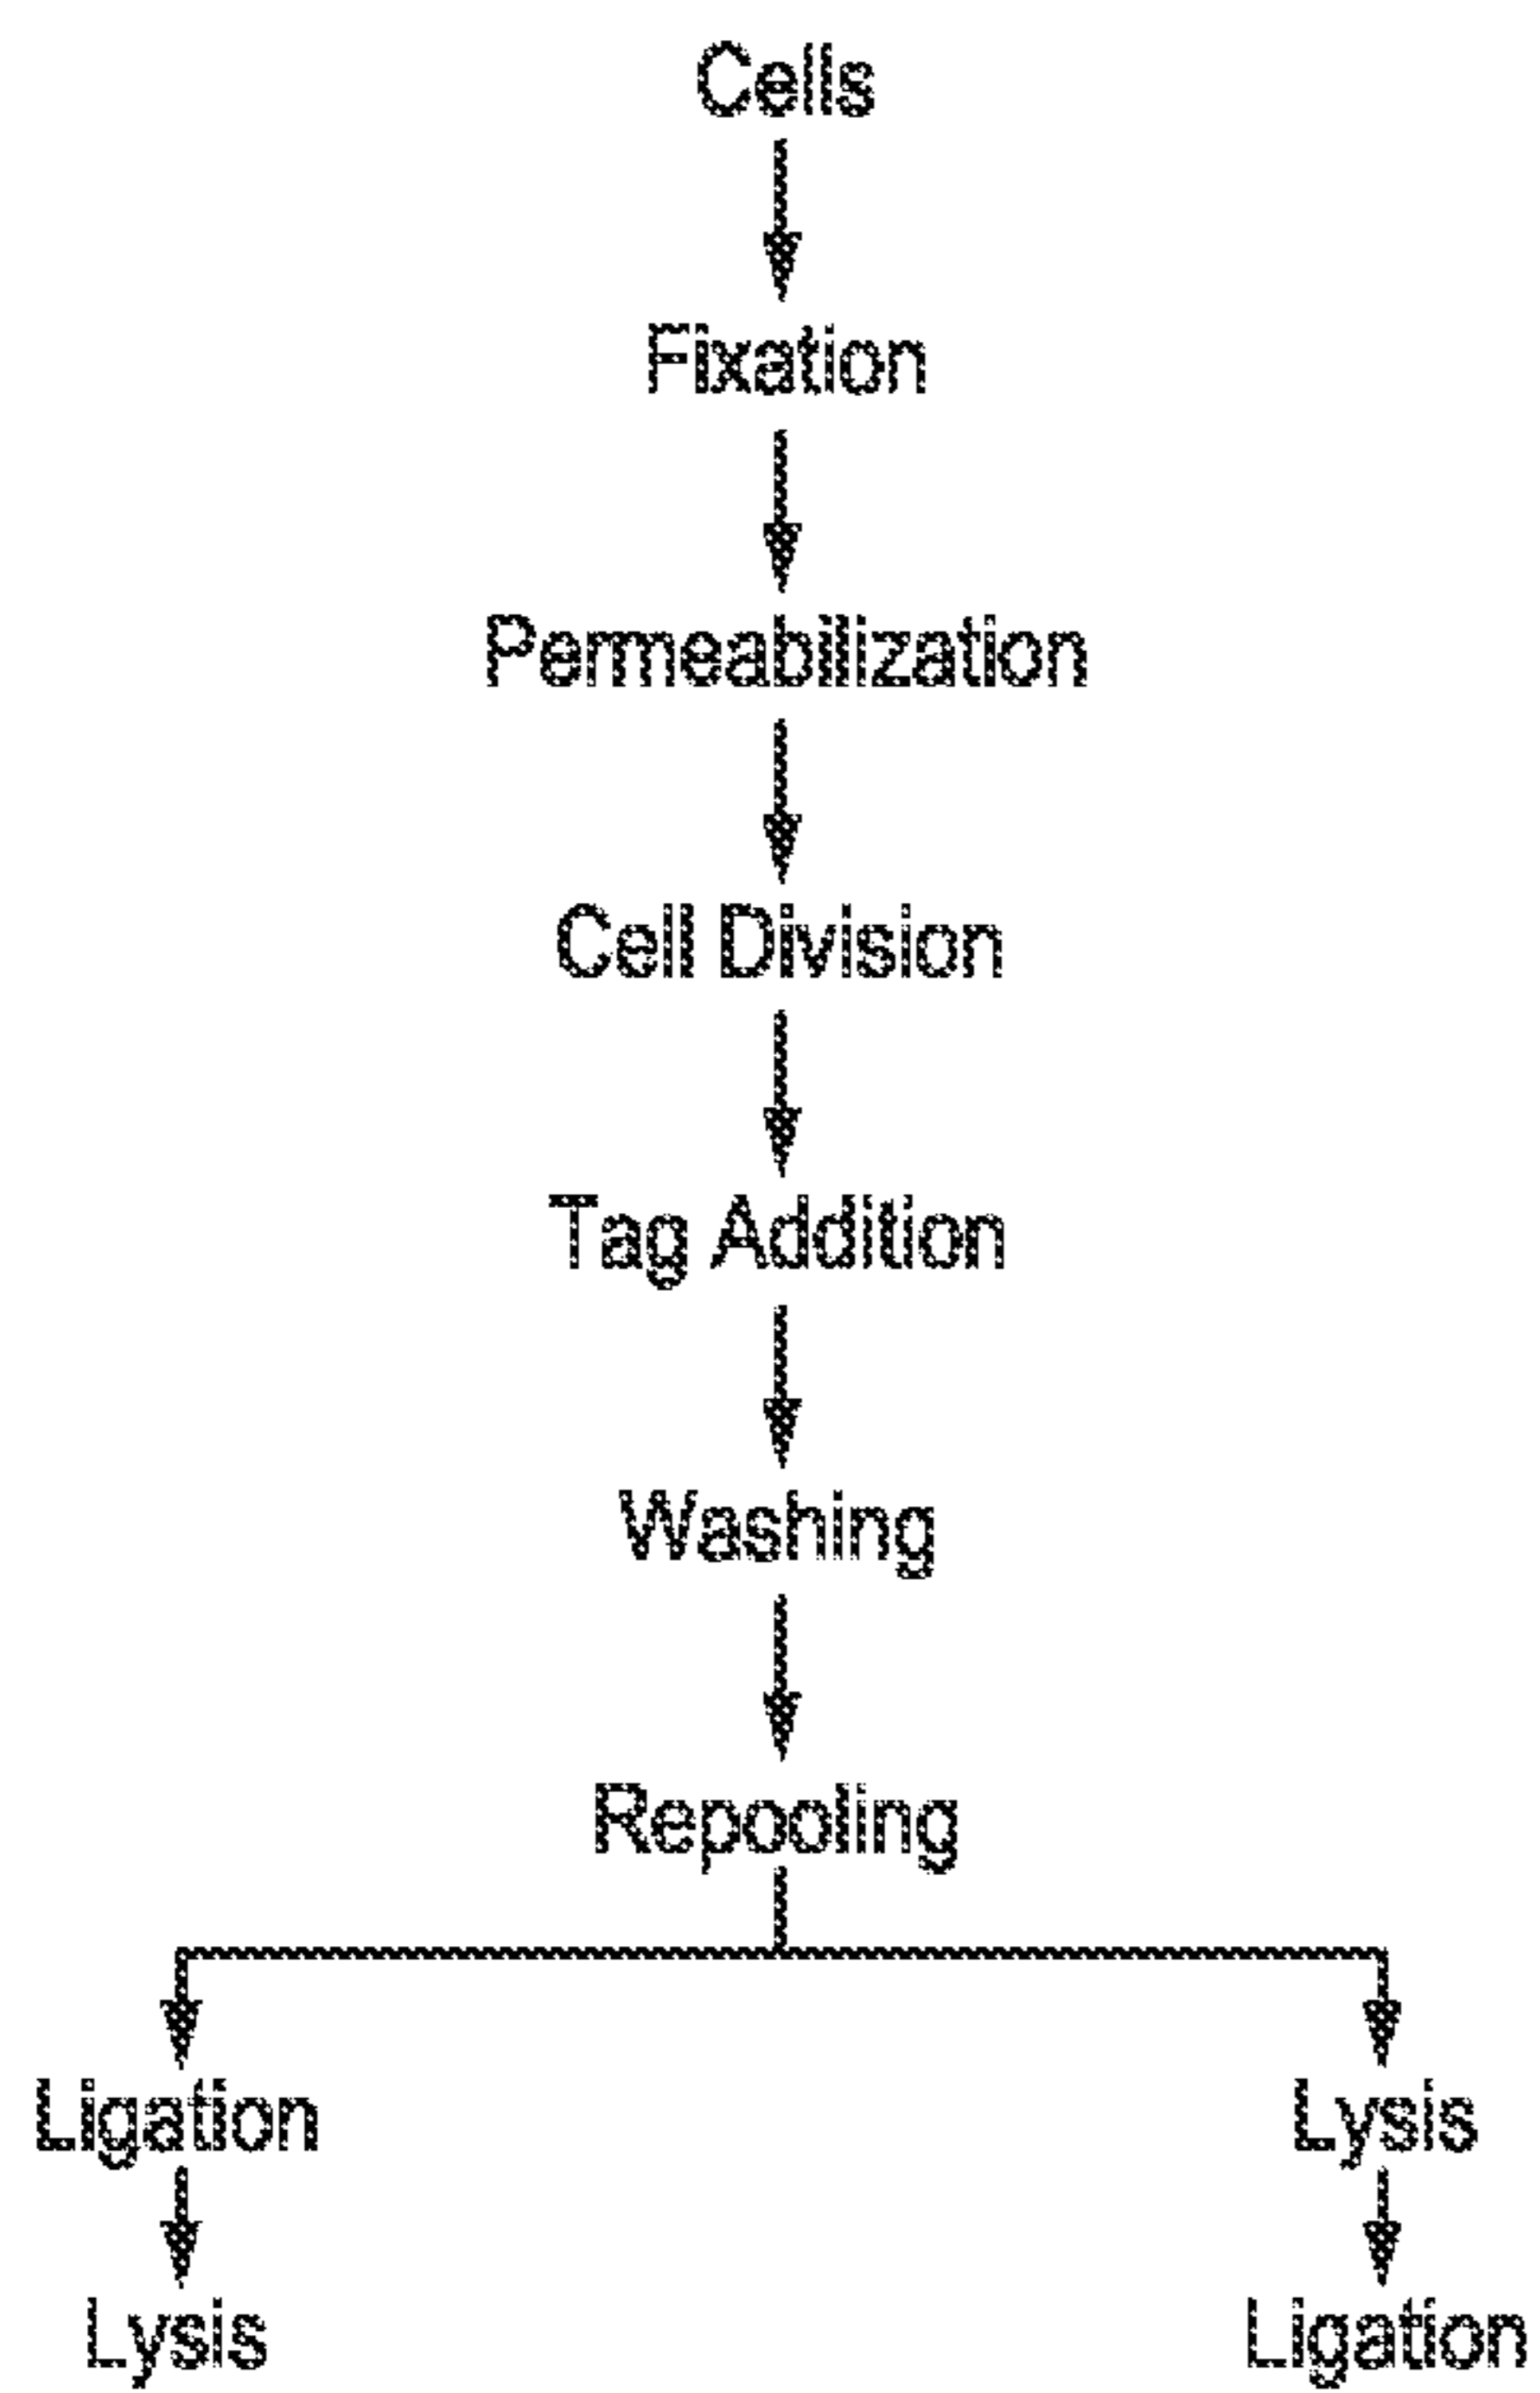 Cells
Fixation
Permeabilization
Cell Division
Tag Addition
Washing
Repooling
Ligation
Lysis
Lysis
Ligation